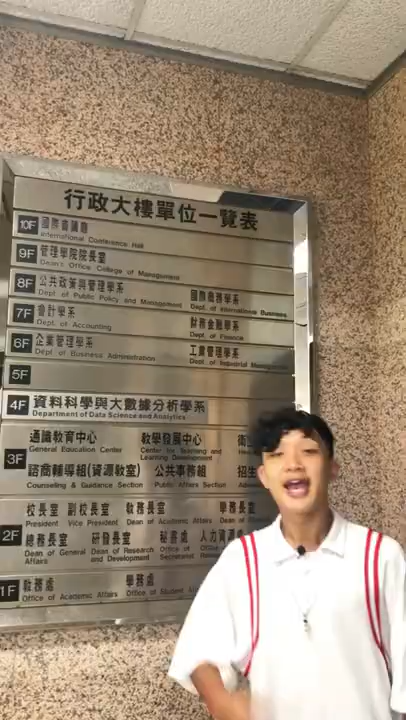 行政大樓單位一覽表
10F 國際會議廳
International Conference Hall
9F 管理學院院長室
Dean's Office College of Management
8F 公共政策與管理學系 國際商務學系
Dept. of Public Policy and Management Dept. of International Business
7F 會計學系 財務金融學系
Dept. of Accounting Dept. of Finance
6F 企業管理學系 工業管理學系
Dept. of Business Administration Dept. of Industrial Management
5F
4F 資料科學與大數據分析學系
Department of Data Science and Analytics
3F 通識教育中心 教學發展中心
General Education Center Center for Teaching and
Learning Development
諮商輔導組(資源教室) 公共事務組 招生
Counseling & Guidance Section Public Affairs Section
2F 校長室 副校長室 教務長室 學務長室
President Vice President Dean of Academic Affairs Dean of
總務長室 研發長室 秘書室 人力資源
Dean of General Dean of Research Office of
Affairs and Development Secretariat
1F 教務處 學務處
Office of Academic Affairs Office of Student